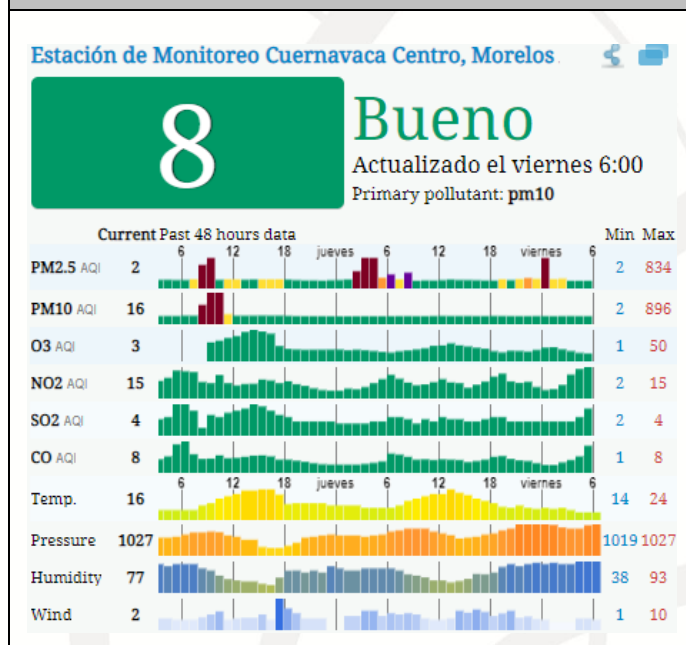 Estación de Monitoreo Cuernavaca Centro, Morelos
8
Bueno
Actualizado el viernes 6:00
Primary pollutant: pm10
Current Past 48 hours data Min Max
6 12 18 jueves 6 12 18 viernes 6
PM2.5 AQI 2 2 834
PM10 AQI 16 2 896
O3 AQI 3 1 50
NO2 AQI 15 2 15
SO2 AQI 4 2 4
CO AQI 8 1 8
6 12 18 jueves 6 12 18 viernes 6
Temp. 16 14 24
Pressure 1027 1019 1027
Humidity 77 38 93
Wind 2 1 10